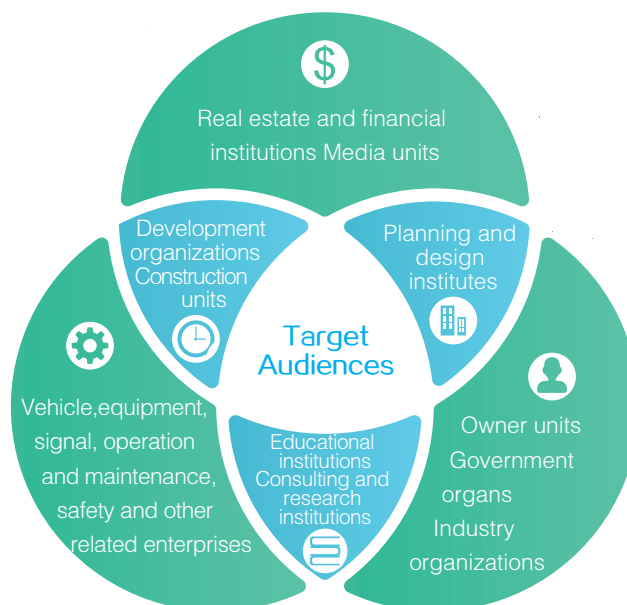 $
Real estate and financial
institutions Media units
Development
organizations
Construction
units
Planning and
design
institutes
Target
Audiences
Vehicle,equipment,
signal, operation
and maintenance,
safety and other
related enterprises
Educational
institutions
Consulting and
research
institutions
Owner units
Government
organs
Industry
organizations